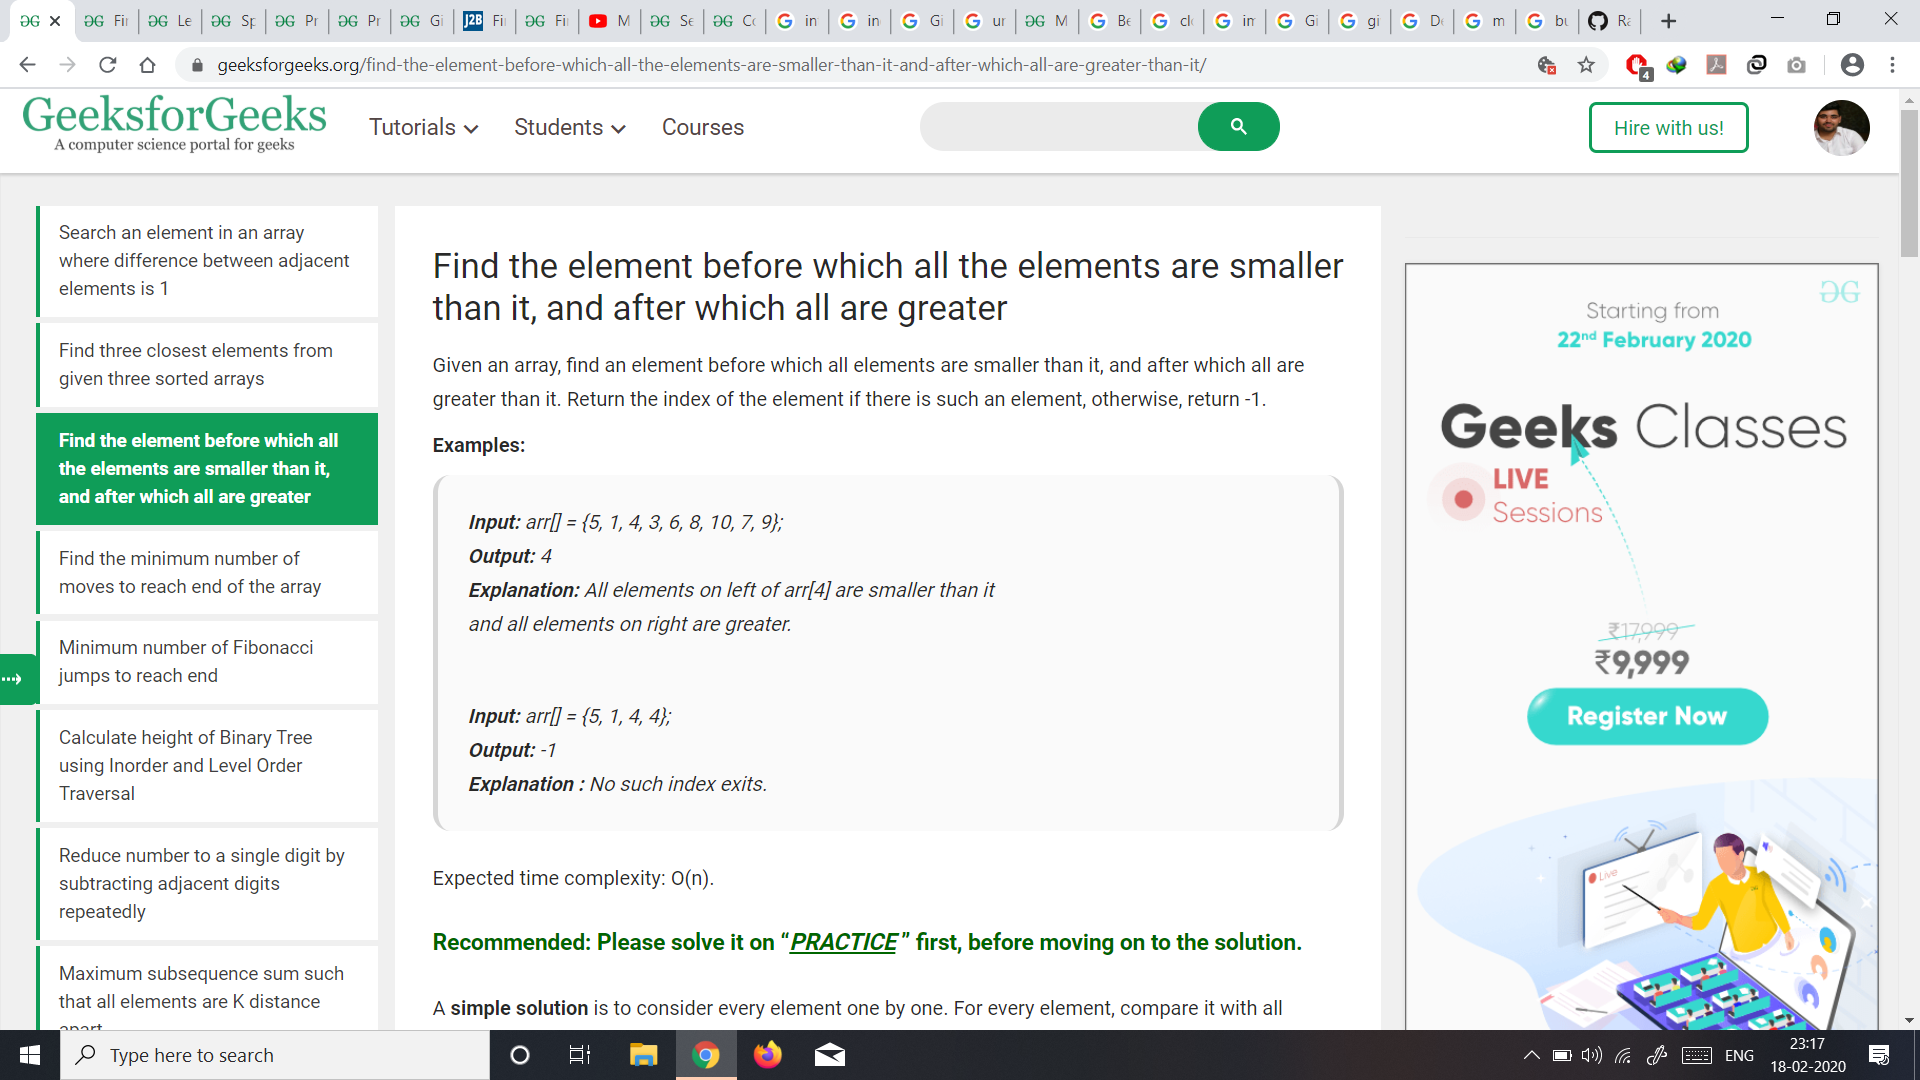 Fir
Le
Sp
Pr
Pr
Gi
J2B
Fir
Fir
M
Se
Co
in
in
Gi
ur
M
Be
clo
im
Gi
gi
De
m
bu
Ra
geeksforgeeks.org/find-the-element-before-which-all-the-elements-are-smaller-than-it-and-after-which-all-are-greater-than-it/
4
GeeksforGeeks
A computer science portal for geeks
Tutorials
Students
Courses
Hire with us!
Search an element in an array
where difference between adjacent
elements is 1
Find three closest elements from
given three sorted arrays
Find the element before which all
the elements are smaller than it,
and after which all are greater
Find the minimum number of
moves to reach end of the array
Minimum number of Fibonacci
jumps to reach end
Calculate height of Binary Tree
using Inorder and Level Order
Traversal
Reduce number to a single digit by
subtracting adjacent digits
repeatedly
Maximum subsequence sum such
that all elements are K distance
apart
Find the element before which all the elements are smaller
than it, and after which all are greater
Given an array, find an element before which all elements are smaller than it, and after which all are
greater than it. Return the index of the element if there is such an element, otherwise, return -1.
Examples:
Input: arr[] = {5, 1, 4, 3, 6, 8, 10, 7, 9};
Output: 4
Explanation: All elements on left of arr[4] are smaller than it
and all elements on right are greater.
Input: arr[] = {5, 1, 4, 4};
Output: -1
Explanation : No such index exits.
Expected time complexity: O(n).
Recommended: Please solve it on “PRACTICE ” first, before moving on to the solution.
A simple solution is to consider every element one by one. For every element, compare it with all
Starting from
22nd February 2020
Geeks Classes
LIVE
Sessions
₹17,999
₹9,999
Register Now
Live
Type here to search
ENG
23:17
18-02-2020